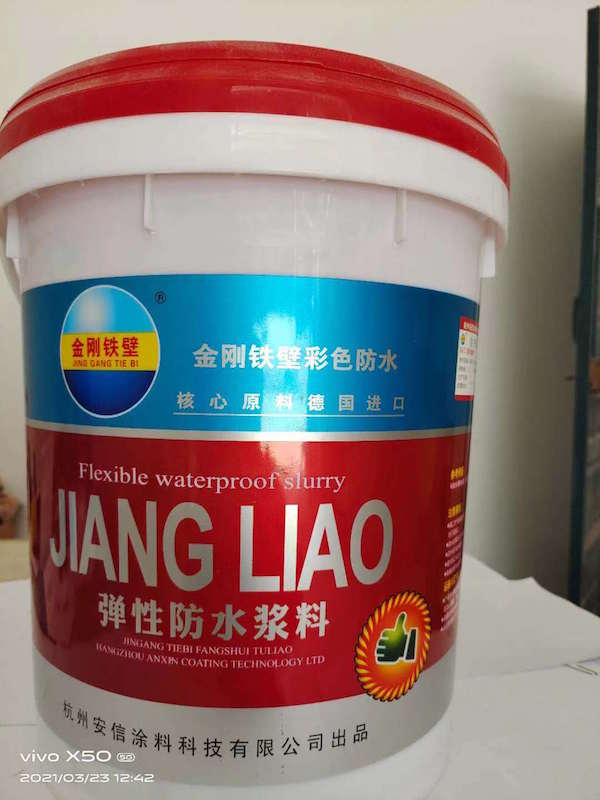 金刚铁壁
JING GANG TIE BI
®
金刚铁壁彩色防水
核心原料德国进口
Flexible waterproof slurry
JIANG LIAO
弹性防水浆料
JINGANG TIEBI FANGSHUI TULIAO
HANGZHOU ANXIN COATING TECHNOLOGY LTD
杭州安信涂料科技有限公司出品
vivo X50 5G
2021/03/23 12:42